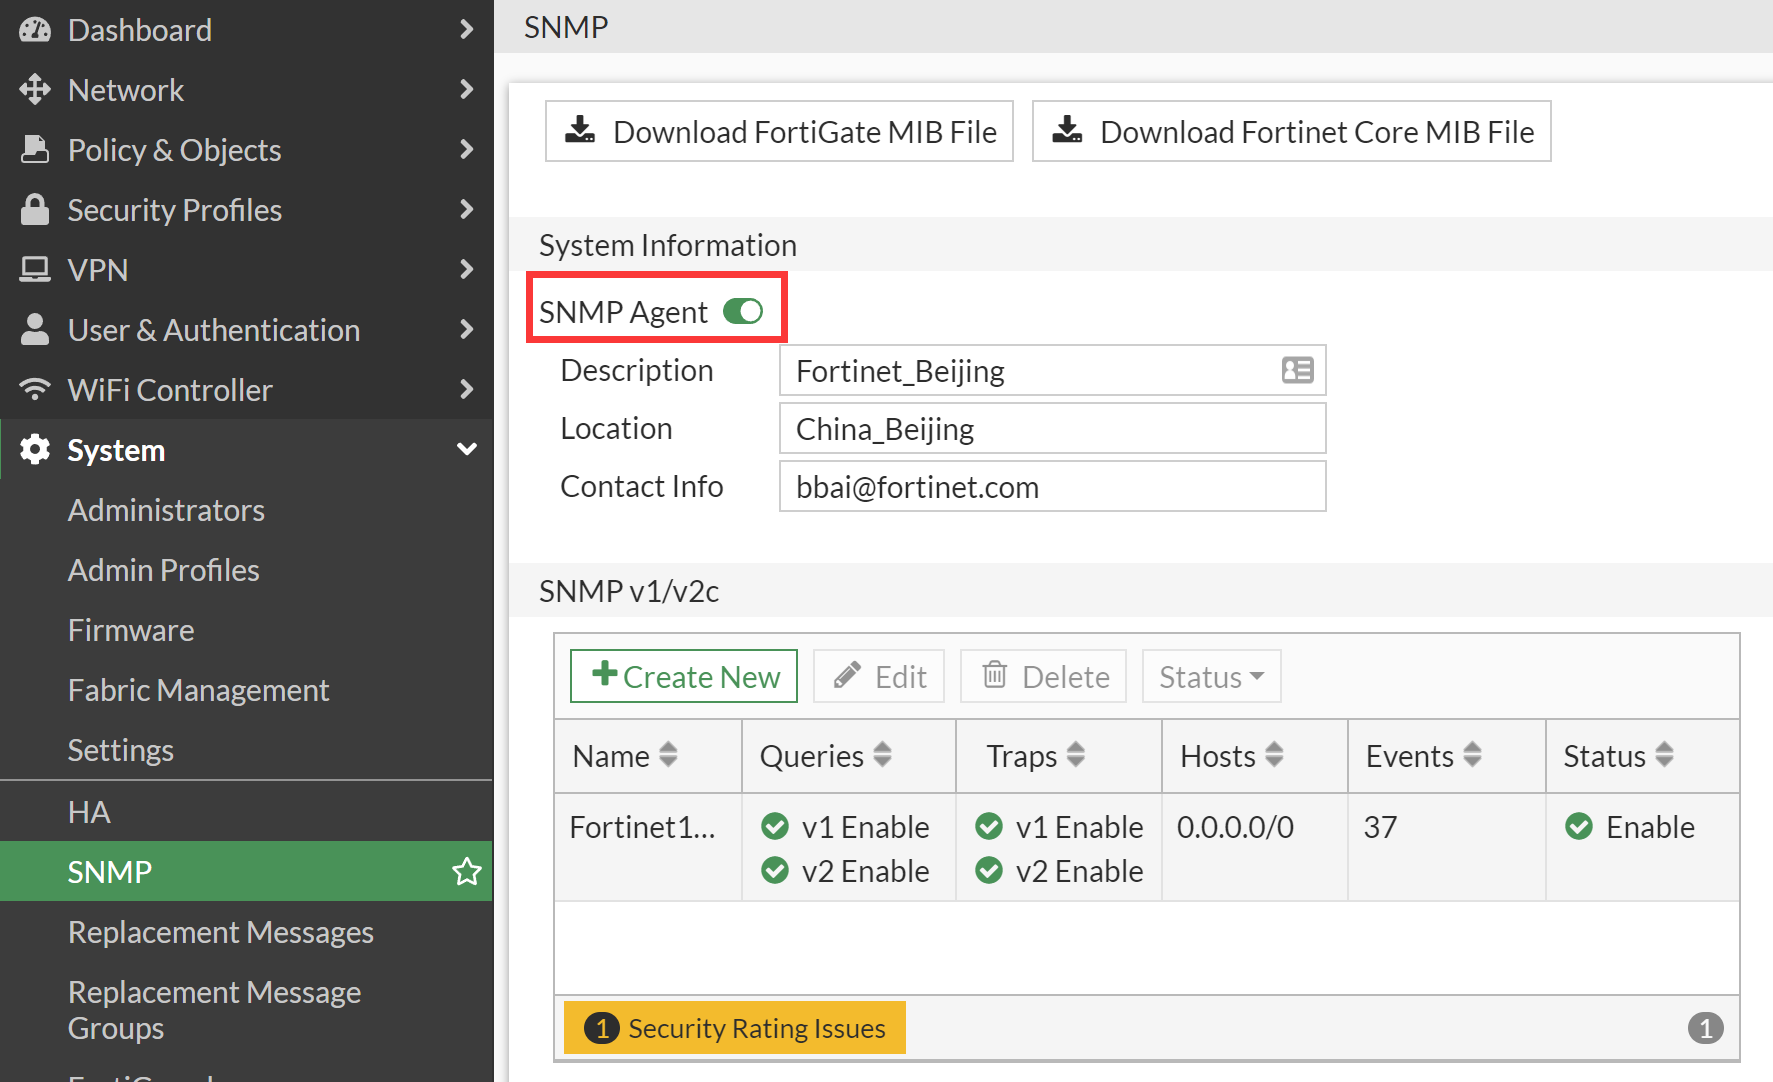 Dashboard
Network
Policy & Objects
Security Profiles
VPN
User & Authentication
WiFi Controller
System
Administrators
Admin Profiles
Firmware
Fabric Management
Settings
HA
SNMP
Replacement Messages
Replacement Message
Groups
SNMP
Download FortiGate MIB File
Download Fortinet Core MIB File
System Information
SNMP Agent
Description Fortinet_Beijing
Location China_Beijing
Contact Info bbai@fortinet.com
SNMP v1/v2c
Create New Edit Delete Status
Name Queries Traps Hosts Events Status
Fortinet1... v1 Enable v1 Enable 0.0.0.0/0 37 Enable
v2 Enable v2 Enable
1 Security Rating Issues 1